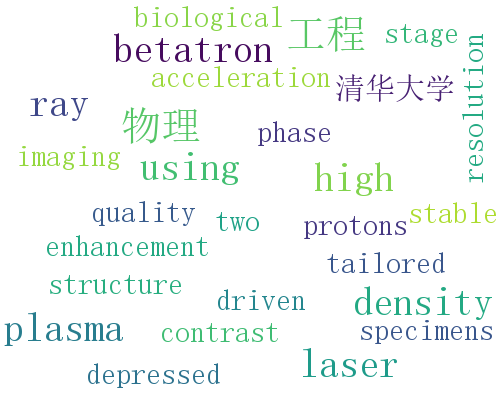 biological
工程
stage
betatron
acceleration
清华大学
resolution
ray
物理
phase
imaging
using
high
quality
two
protons
stable
enhancement
tailored
structure
driven
density
plasma
contrast
specimens
depressed
laser